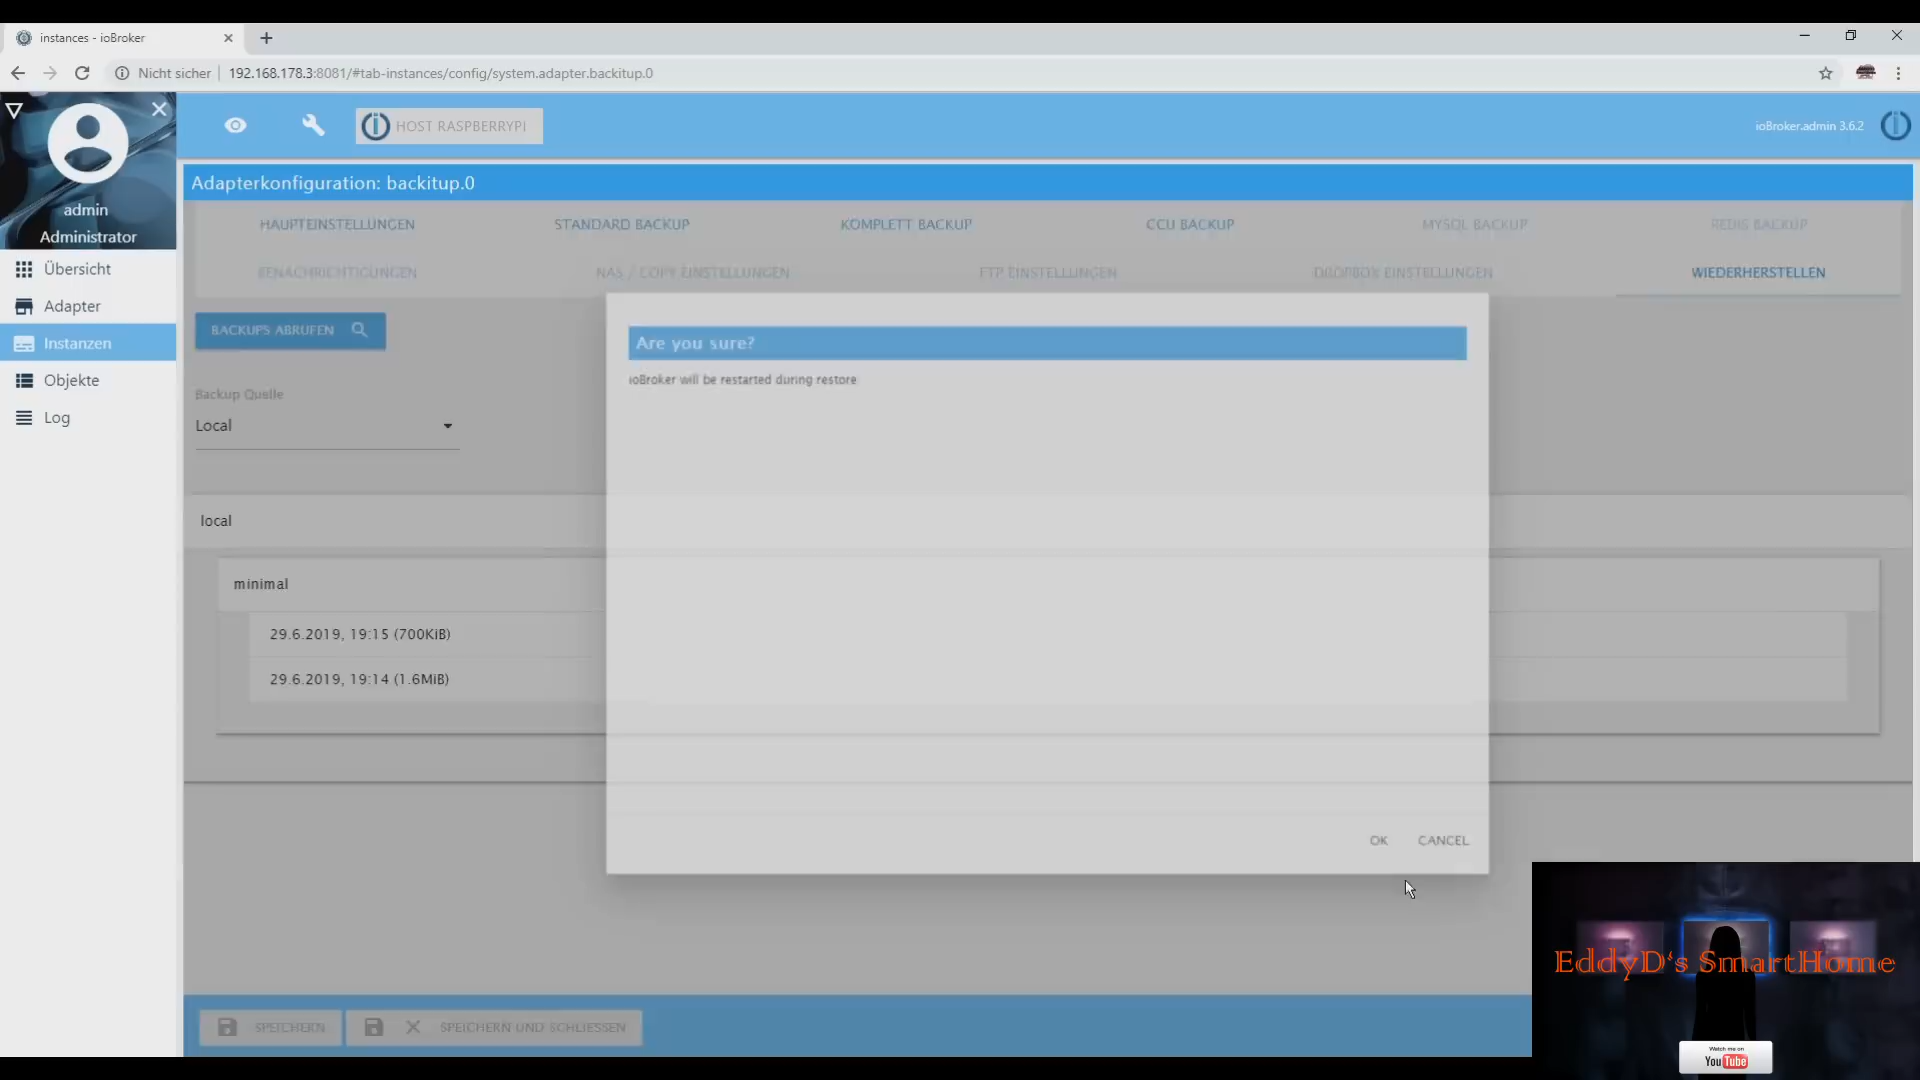 instances - ioBroker
Nicht sicher
192.168.178.3:8081/#tab-instances/config/system.adapter.backitup.0
HOST RASPBERRYPI
ioBroker.admin 3.6.2
admin
Administrator
Übersicht
Adapter
Instanzen
Objekte
Log
Adapterkonfiguration: backitup.0
HAUPTEINSTELLUNGEN
STANDARD BACKUP
KOMPLETT BACKUP
CCU BACKUP
MYSQL BACKUP
REDIS BACKUP
BENACHRICHTIGUNGEN
NAS / COPY EINSTELLUNGEN
FTP EINSTELLUNGEN
DROPBOX EINSTELLUNGEN
WIEDERHERSTELLEN
BACKUPS ABRUFEN
Backup Quelle
Local
local
minimal
29.6.2019, 19:15 (700KiB)
29.6.2019, 19:14 (1.6MiB)
Are you sure?
ioBroker will be restarted during restore
OK
CANCEL
SPEICHERN
SPEICHERN UND SCHLIESSEN
EddyD's SmartHome
Watch me on
YouTube